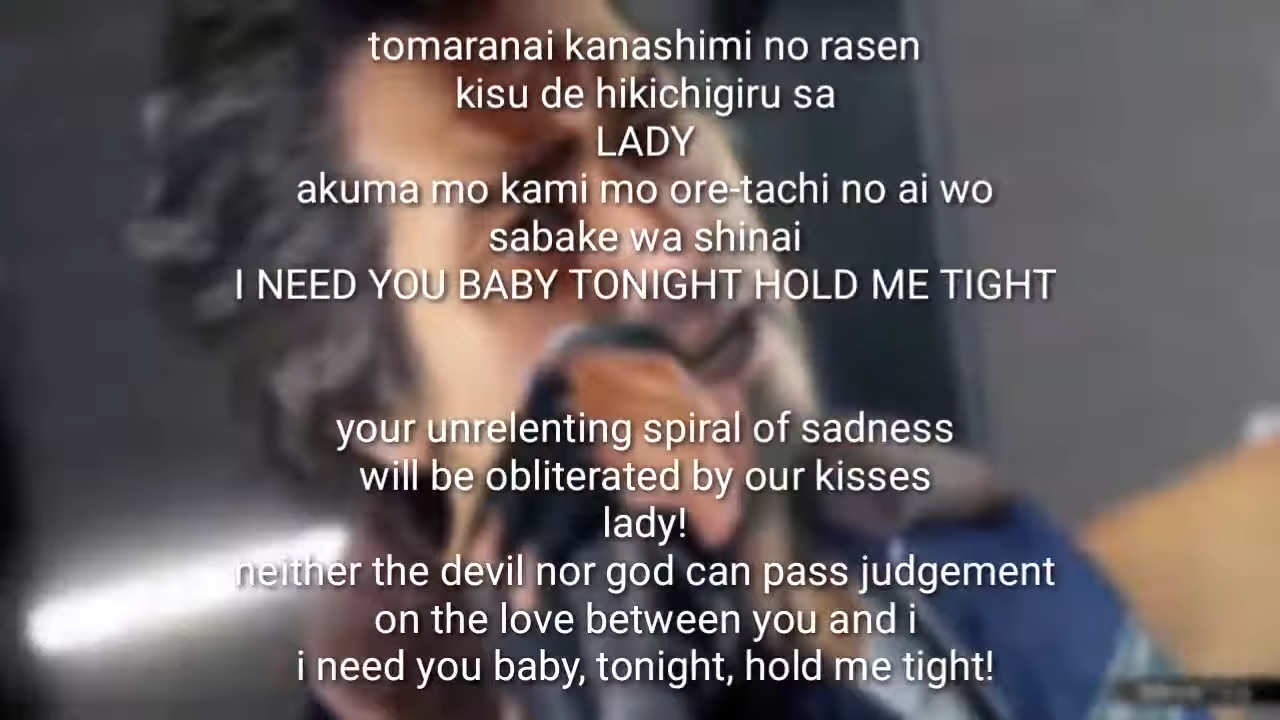 tomaranai kanashimi no rasen
kisu de hikichigiru sa
LADY
akuma mo kami mo ore-tachi no ai wo
sabake wa shinai
I NEED YOU BABY TONIGHT HOLD ME TIGHT
your unrelenting spiral of sadness
will be obliterated by our kisses
lady!
neither the devil nor god can pass judgement
on the love between you and i
i need you baby, tonight, hold me tight!